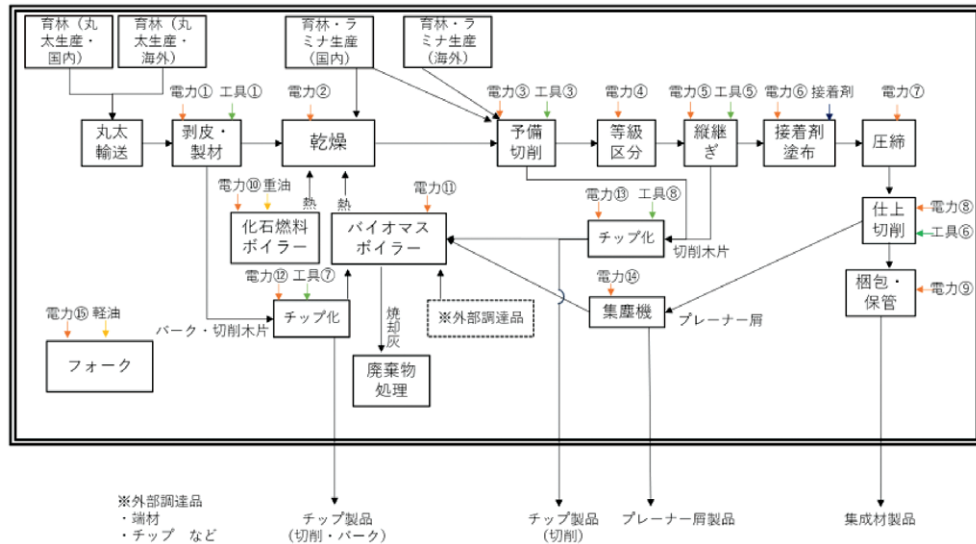 育林（丸
太生産・
国内）
育林（丸
太生産・
海外）
育林・ラ
ミナ生産
（国内）
育林・ラ
ミナ生産
（海外）
電力①
工具①
電力②
電力③
工具③
電力④
電力⑤
工具⑤
電力⑥
接着剤
電力⑦
丸太
輸送
剥皮・
製材
乾燥
予備
切削
等級
区分
縦継
ぎ
接着剤
塗布
圧締
電力⑩
重油
熱
熱
電力⑪
電力⑬
工具⑧
仕上
切削
電力⑧
工具⑥
化石燃料
ボイラー
バイオマス
ボイラー
チップ化
切削木片
電力⑫
工具⑦
電力⑭
梱包・
保管
電力⑨
チップ化
バーク・切削木片
焼
却
灰
※外部調達品
集塵機
プレーナー屑
電力⑮
軽油
フォーク
廃棄物
処理
※外部調達品
・端材
・チップ　など
チップ製品
（切削・バーク）
チップ製品
（切削）
プレーナー屑製品
集成材製品